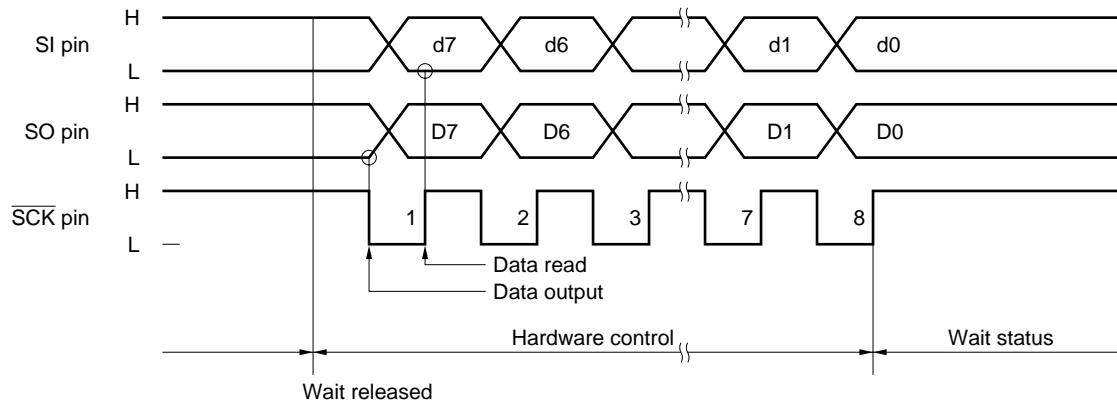 H
SI pin d7 d6 d1 d0
L
H
SO pin D7 D6 D1 D0
L
H
SCK pin 1 2 3 7 8
L
Data read
Data output
Hardware control Wait status
Wait released